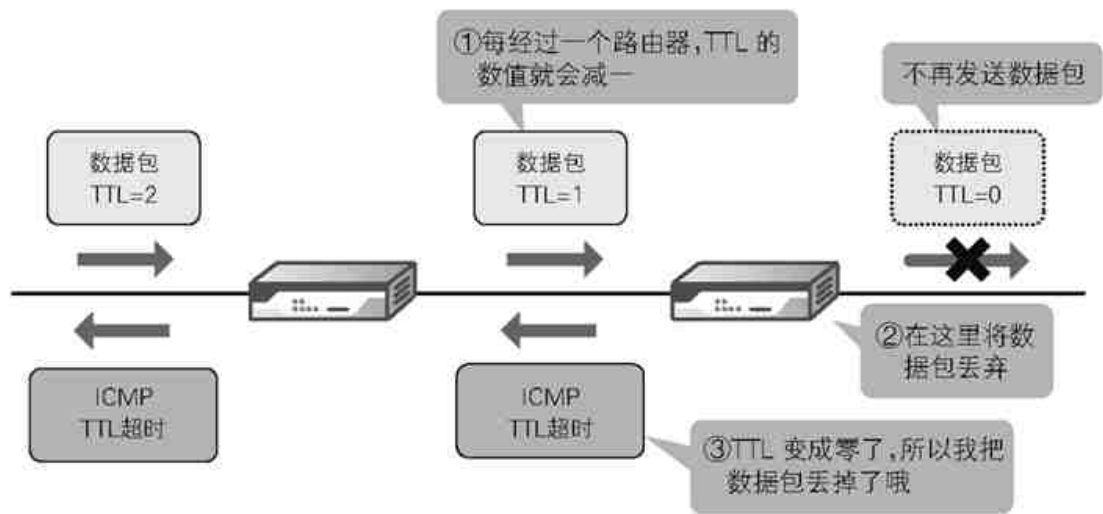 ①每经过一个路由器,TTL 的
数值就会减一
不再发送数据包
数据包
TTL=2
数据包
TTL=1
数据包
TTL=0
②在这里将数
据包丢弃
ICMP
TTL超时
ICMP
TTL超时
③TTL 变成零了,所以我把
数据包丢掉了哦